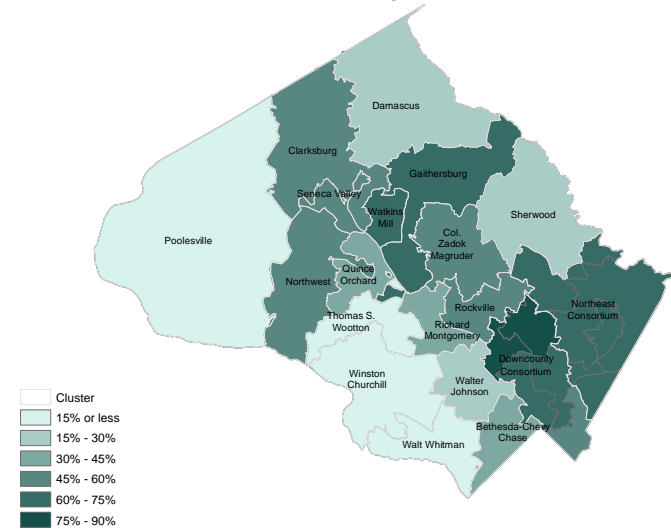 Damascus
Clarksburg
Gaithersburg
Seneca Valley
Watkins
Mill
Sherwood
Col.
Zadok
Magruder
Poolesville
Quince
Orchard
Northwest
Northeast
Consortium
Rockville
Thomas S.
Wootton
Richard
Montgomery
Downcounty
Consortium
Winston
Churchill
Walter
Johnson
Bethesda-Chevy
Chase
Walt Whitman
Cluster
15% or less
15% - 30%
30% - 45%
45% - 60%
60% - 75%
75% - 90%